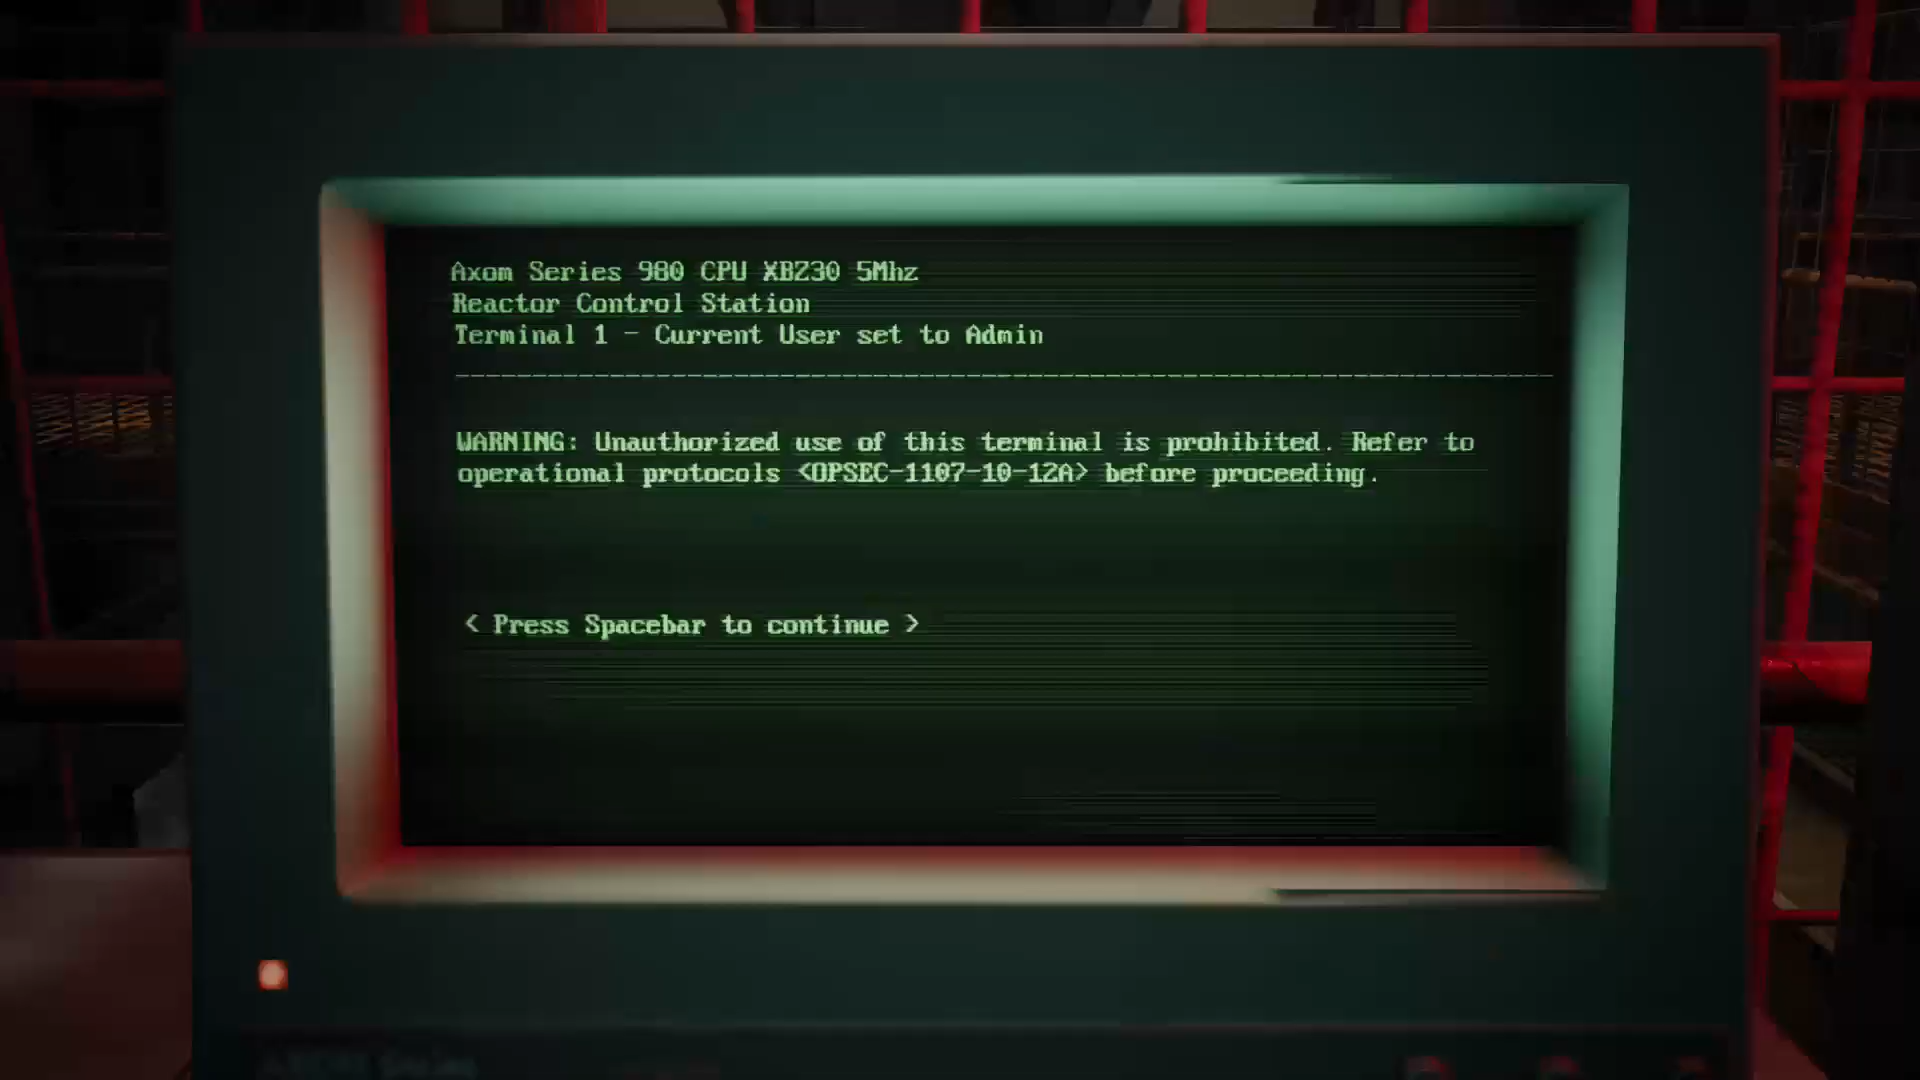 Axom Series 980 CPU XBZ30 5Mhz
Reactor Control Station
Terminal 1 - Current User set to Admin
WARNING: Unauthorized use of this terminal is prohibited. Refer to
operational protocols <OPSEC-1107-10-12A> before proceeding.
< Press Spacebar to continue >